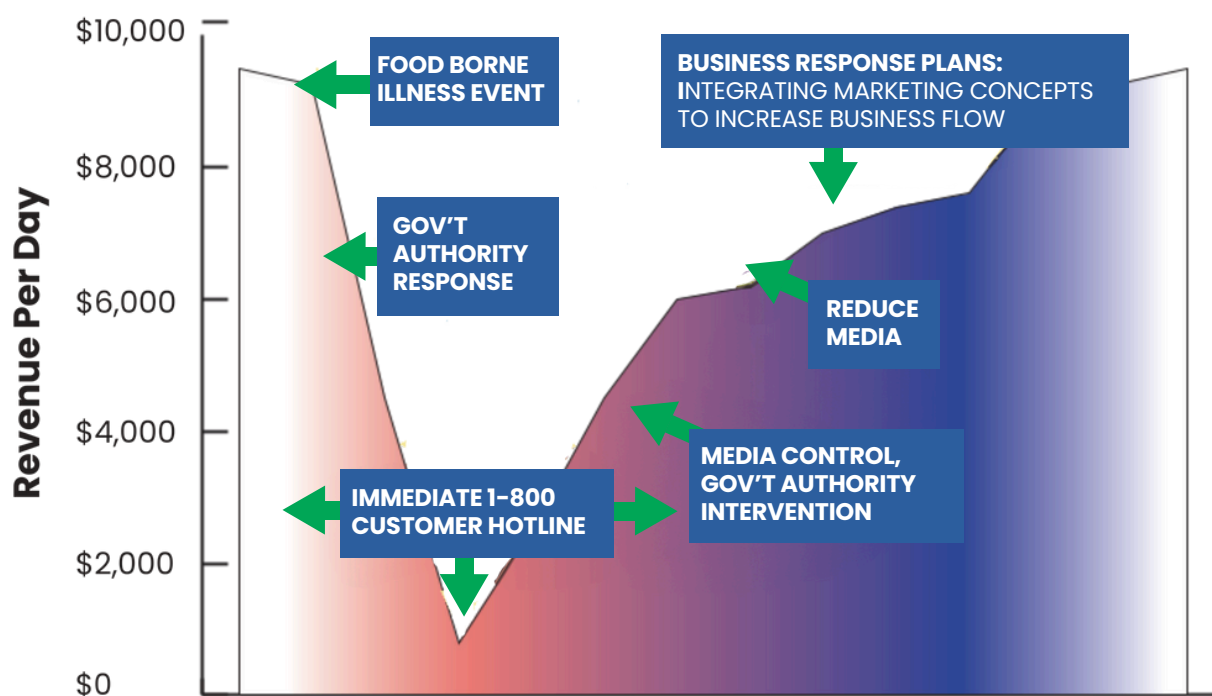 Revenue Per Day
$10,000
$8,000
$6,000
$4,000
$2,000
$0
FOOD BORNE
ILLNESS EVENT
GOV’T
AUTHORITY
RESPONSE
IMMEDIATE 1-800
CUSTOMER HOTLINE
MEDIA CONTROL,
GOV’T AUTHORITY
INTERVENTION
REDUCE
MEDIA
BUSINESS RESPONSE PLANS:
INTEGRATING MARKETING CONCEPTS
TO INCREASE BUSINESS FLOW